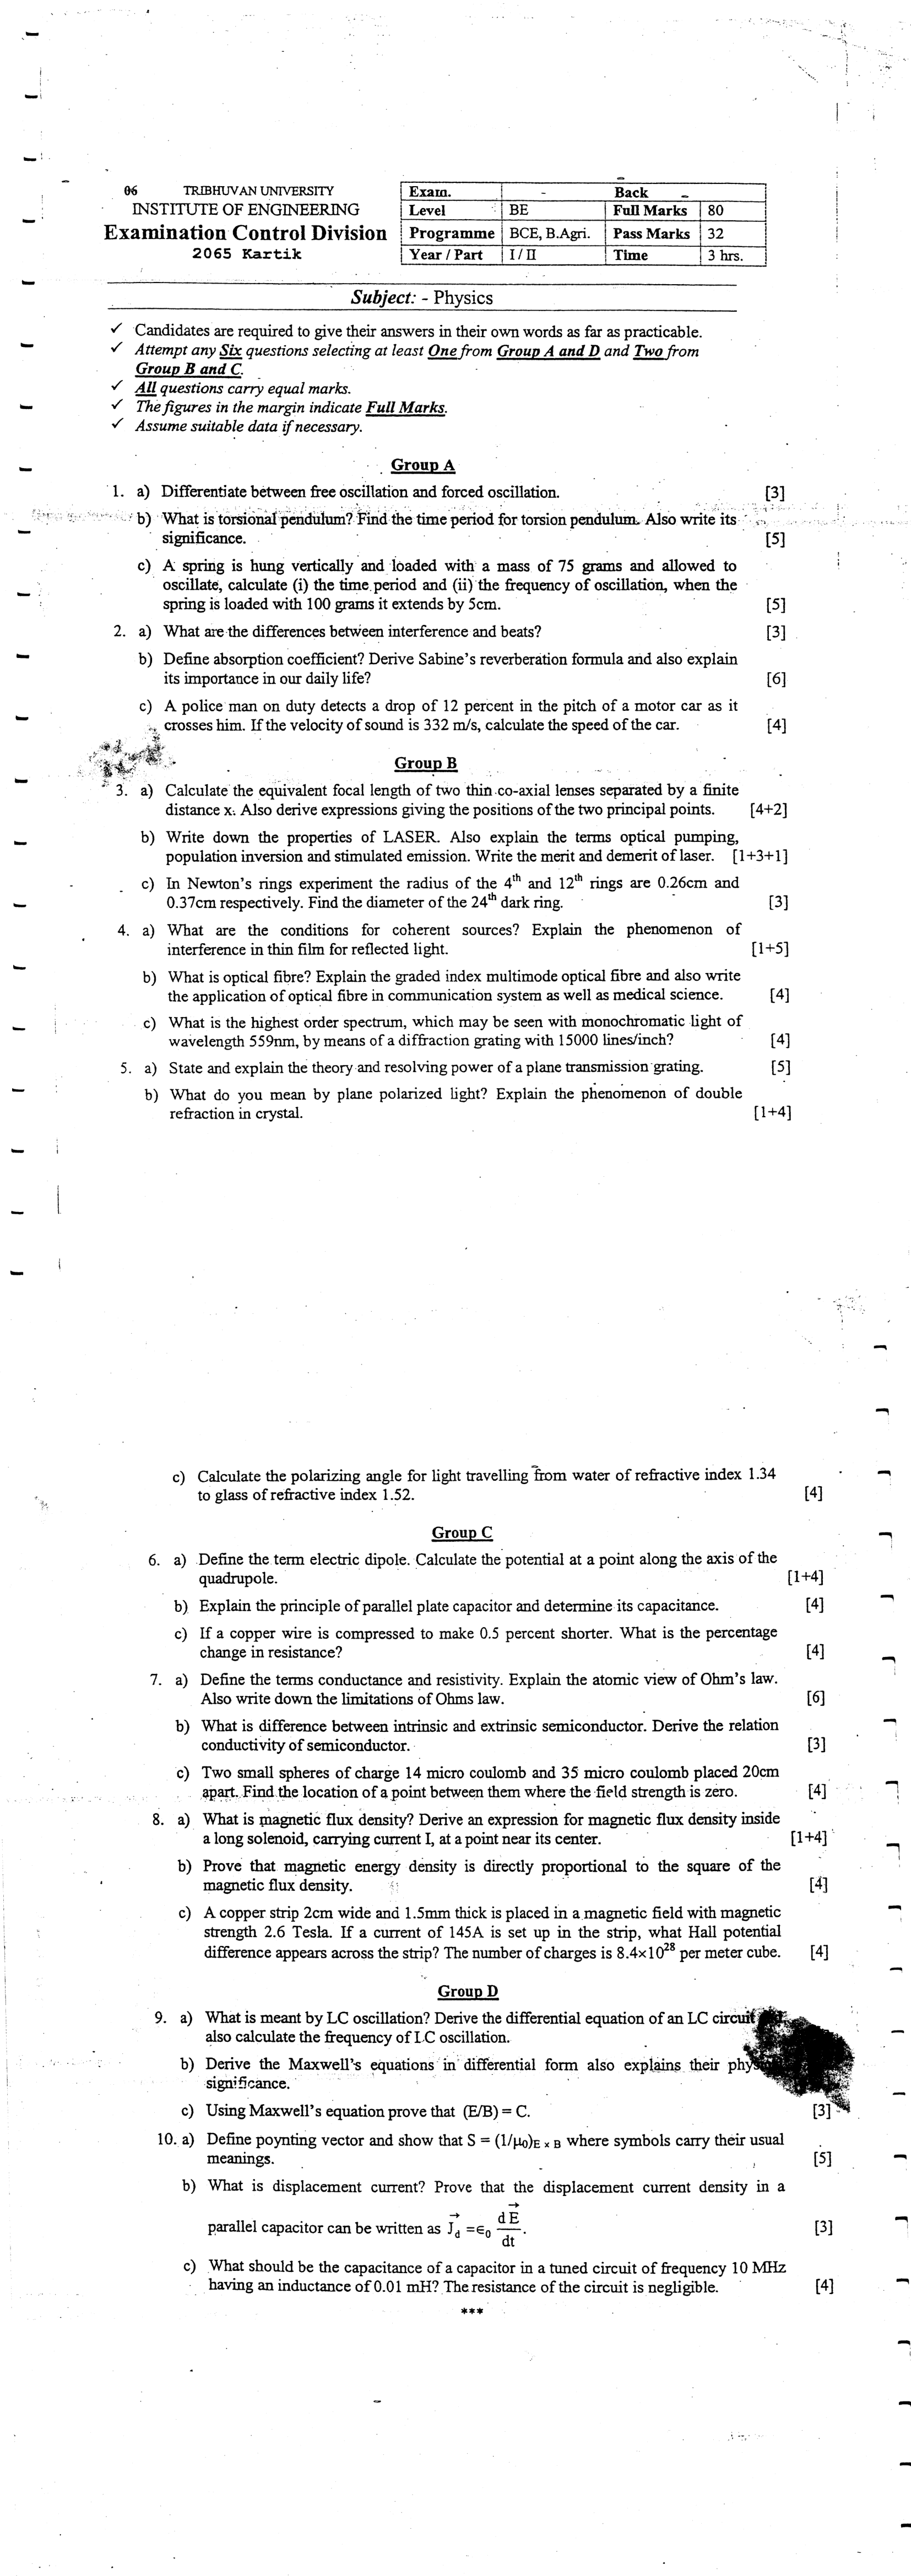 06 TRIBHUVAN UNIVERSITY
INSTITUTE OF ENGINEERING
Examination Control Division
2065 Kartik
Exam. - Back -
Level BE Full Marks 80
Programme BCE, B.Agri. Pass Marks 32
Year / Part I / II Time 3 hrs.
Subject: - Physics
✓ Candidates are required to give their answers in their own words as far as practicable.
✓ Attempt any Six questions selecting at least One from Group A and D and Two from
Group B and C.
✓ All questions carry equal marks.
✓ The figures in the margin indicate Full Marks.
✓ Assume suitable data if necessary.
Group A
1. a) Differentiate between free oscillation and forced oscillation. [3]
b) What is torsional pendulum? Find the time period for torsion pendulum. Also write its
significance. [5]
c) A spring is hung vertically and loaded with a mass of 75 grams and allowed to
oscillate, calculate (i) the time period and (ii) the frequency of oscillation, when the
spring is loaded with 100 grams it extends by 5cm. [5]
2. a) What are the differences between interference and beats? [3]
b) Define absorption coefficient? Derive Sabine's reverberation formula and also explain
its importance in our daily life? [6]
c) A police man on duty detects a drop of 12 percent in the pitch of a motor car as it
crosses him. If the velocity of sound is 332 m/s, calculate the speed of the car. [4]
Group B
3. a) Calculate the equivalent focal length of two thin co-axial lenses separated by a finite
distance x. Also derive expressions giving the positions of the two principal points. [4+2]
b) Write down the properties of LASER. Also explain the terms optical pumping,
population inversion and stimulated emission. Write the merit and demerit of laser. [1+3+1]
c) In Newton's rings experiment the radius of the 4th and 12th rings are 0.26cm and
0.37cm respectively. Find the diameter of the 24th dark ring. [3]
4. a) What are the conditions for coherent sources? Explain the phenomenon of
interference in thin film for reflected light. [1+5]
b) What is optical fibre? Explain the graded index multimode optical fibre and also write
the application of optical fibre in communication system as well as medical science. [4]
c) What is the highest order spectrum, which may be seen with monochromatic light of
wavelength 559nm, by means of a diffraction grating with 15000 lines/inch? [4]
5. a) State and explain the theory and resolving power of a plane transmission grating. [5]
b) What do you mean by plane polarized light? Explain the phenomenon of double
refraction in crystal. [1+4]
c) Calculate the polarizing angle for light travelling from water of refractive index 1.34
to glass of refractive index 1.52. [4]
Group C
6. a) Define the term electric dipole. Calculate the potential at a point along the axis of the
quadrupole. [1+4]
b) Explain the principle of parallel plate capacitor and determine its capacitance. [4]
c) If a copper wire is compressed to make 0.5 percent shorter. What is the percentage
change in resistance? [4]
7. a) Define the terms conductance and resistivity. Explain the atomic view of Ohm's law.
Also write down the limitations of Ohms law. [6]
b) What is difference between intrinsic and extrinsic semiconductor. Derive the relation
conductivity of semiconductor. [3]
c) Two small spheres of charge 14 micro coulomb and 35 micro coulomb placed 20cm
apart. Find the location of a point between them where the field strength is zero. [4]
8. a) What is magnetic flux density? Derive an expression for magnetic flux density inside
a long solenoid, carrying current I, at a point near its center. [1+4]
b) Prove that magnetic energy density is directly proportional to the square of the
magnetic flux density. [4]
c) A copper strip 2cm wide and 1.5mm thick is placed in a magnetic field with magnetic
strength 2.6 Tesla. If a current of 145A is set up in the strip, what Hall potential
difference appears across the strip? The number of charges is 8.4×10²⁸ per meter cube. [4]
Group D
9. a) What is meant by LC oscillation? Derive the differential equation of an LC circuit
also calculate the frequency of LC oscillation.
b) Derive the Maxwell's equations in differential form also explains their
significance.
c) Using Maxwell's equation prove that (E/B) = C. [3]
10. a) Define poynting vector and show that S = (1/μ₀)E × B where symbols carry their usual
meanings. [5]
b) What is displacement current? Prove that the displacement current density in a
parallel capacitor can be written as J⃗d =∈₀ dE⃗/dt. [3]
c) What should be the capacitance of a capacitor in a tuned circuit of frequency 10 MHz
having an inductance of 0.01 mH? The resistance of the circuit is negligible. [4]
***